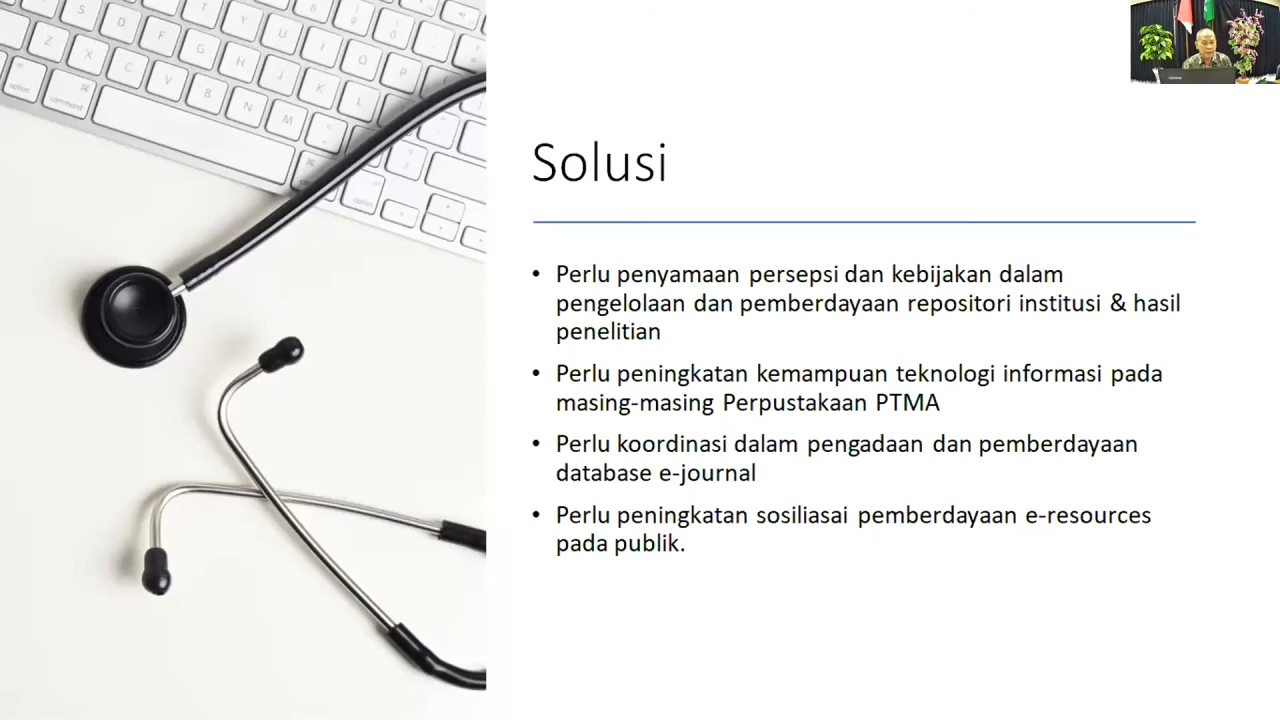 Solusi
• Perlu penyamaan persepsi dan kebijakan dalam
pengelolaan dan pemberdayaan repositori institusi & hasil
penelitian
• Perlu peningkatan kemampuan teknologi informasi pada
masing-masing Perpustakaan PTMA
• Perlu koordinasi dalam pengadaan dan pemberdayaan
database e-journal
• Perlu peningkatan sosiliasai pemberdayaan e-resources
pada publik.